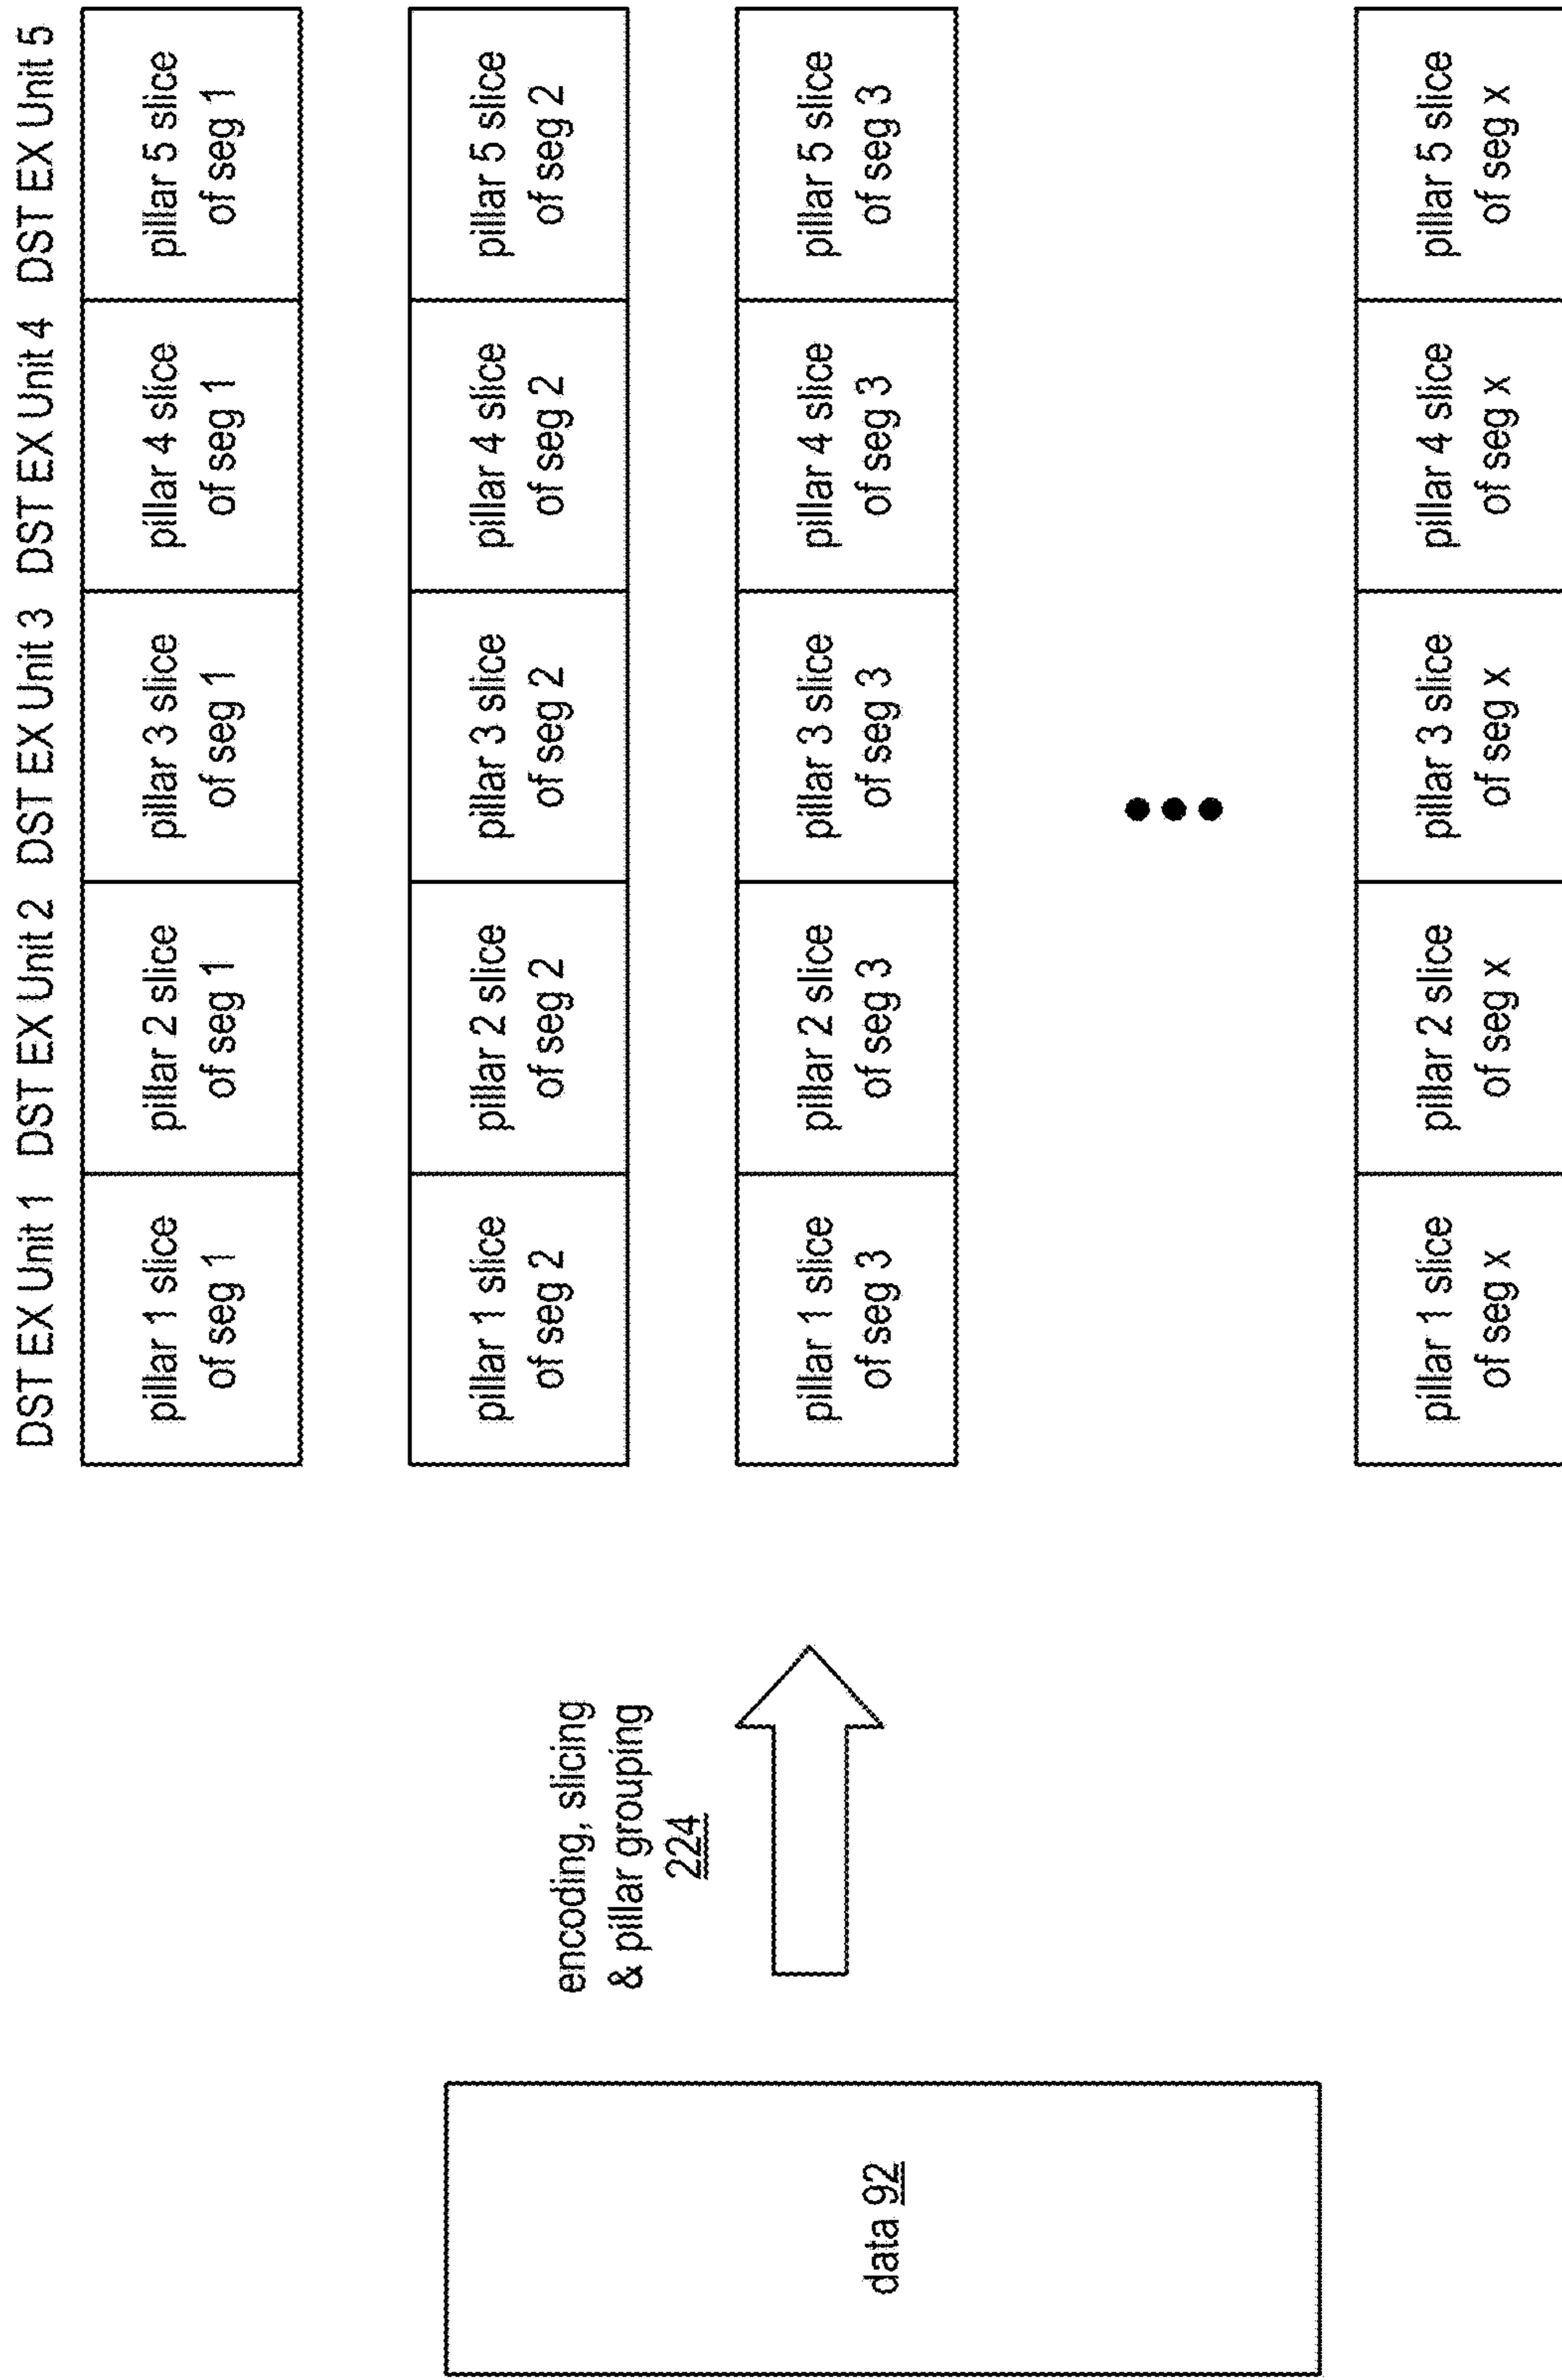 DST EX Unit 1 DST EX Unit 2 DST EX Unit 3 DST EX Unit 4 DST EX Unit 5
pillar 1 slice
of seg 1
pillar 2 slice
of seg 1
pillar 3 slice
of seg 1
pillar 4 slice
of seg 1
pillar 5 slice
of seg 1
pillar 1 slice
of seg 2
pillar 2 slice
of seg 2
pillar 3 slice
of seg 2
pillar 4 slice
of seg 2
pillar 5 slice
of seg 2
encoding, slicing
& pillar grouping
224
data 92
pillar 1 slice
of seg 3
pillar 2 slice
of seg 3
pillar 3 slice
of seg 3
pillar 4 slice
of seg 3
pillar 5 slice
of seg 3
pillar 1 slice
of seg x
pillar 2 slice
of seg x
pillar 3 slice
of seg x
pillar 4 slice
of seg x
pillar 5 slice
of seg x